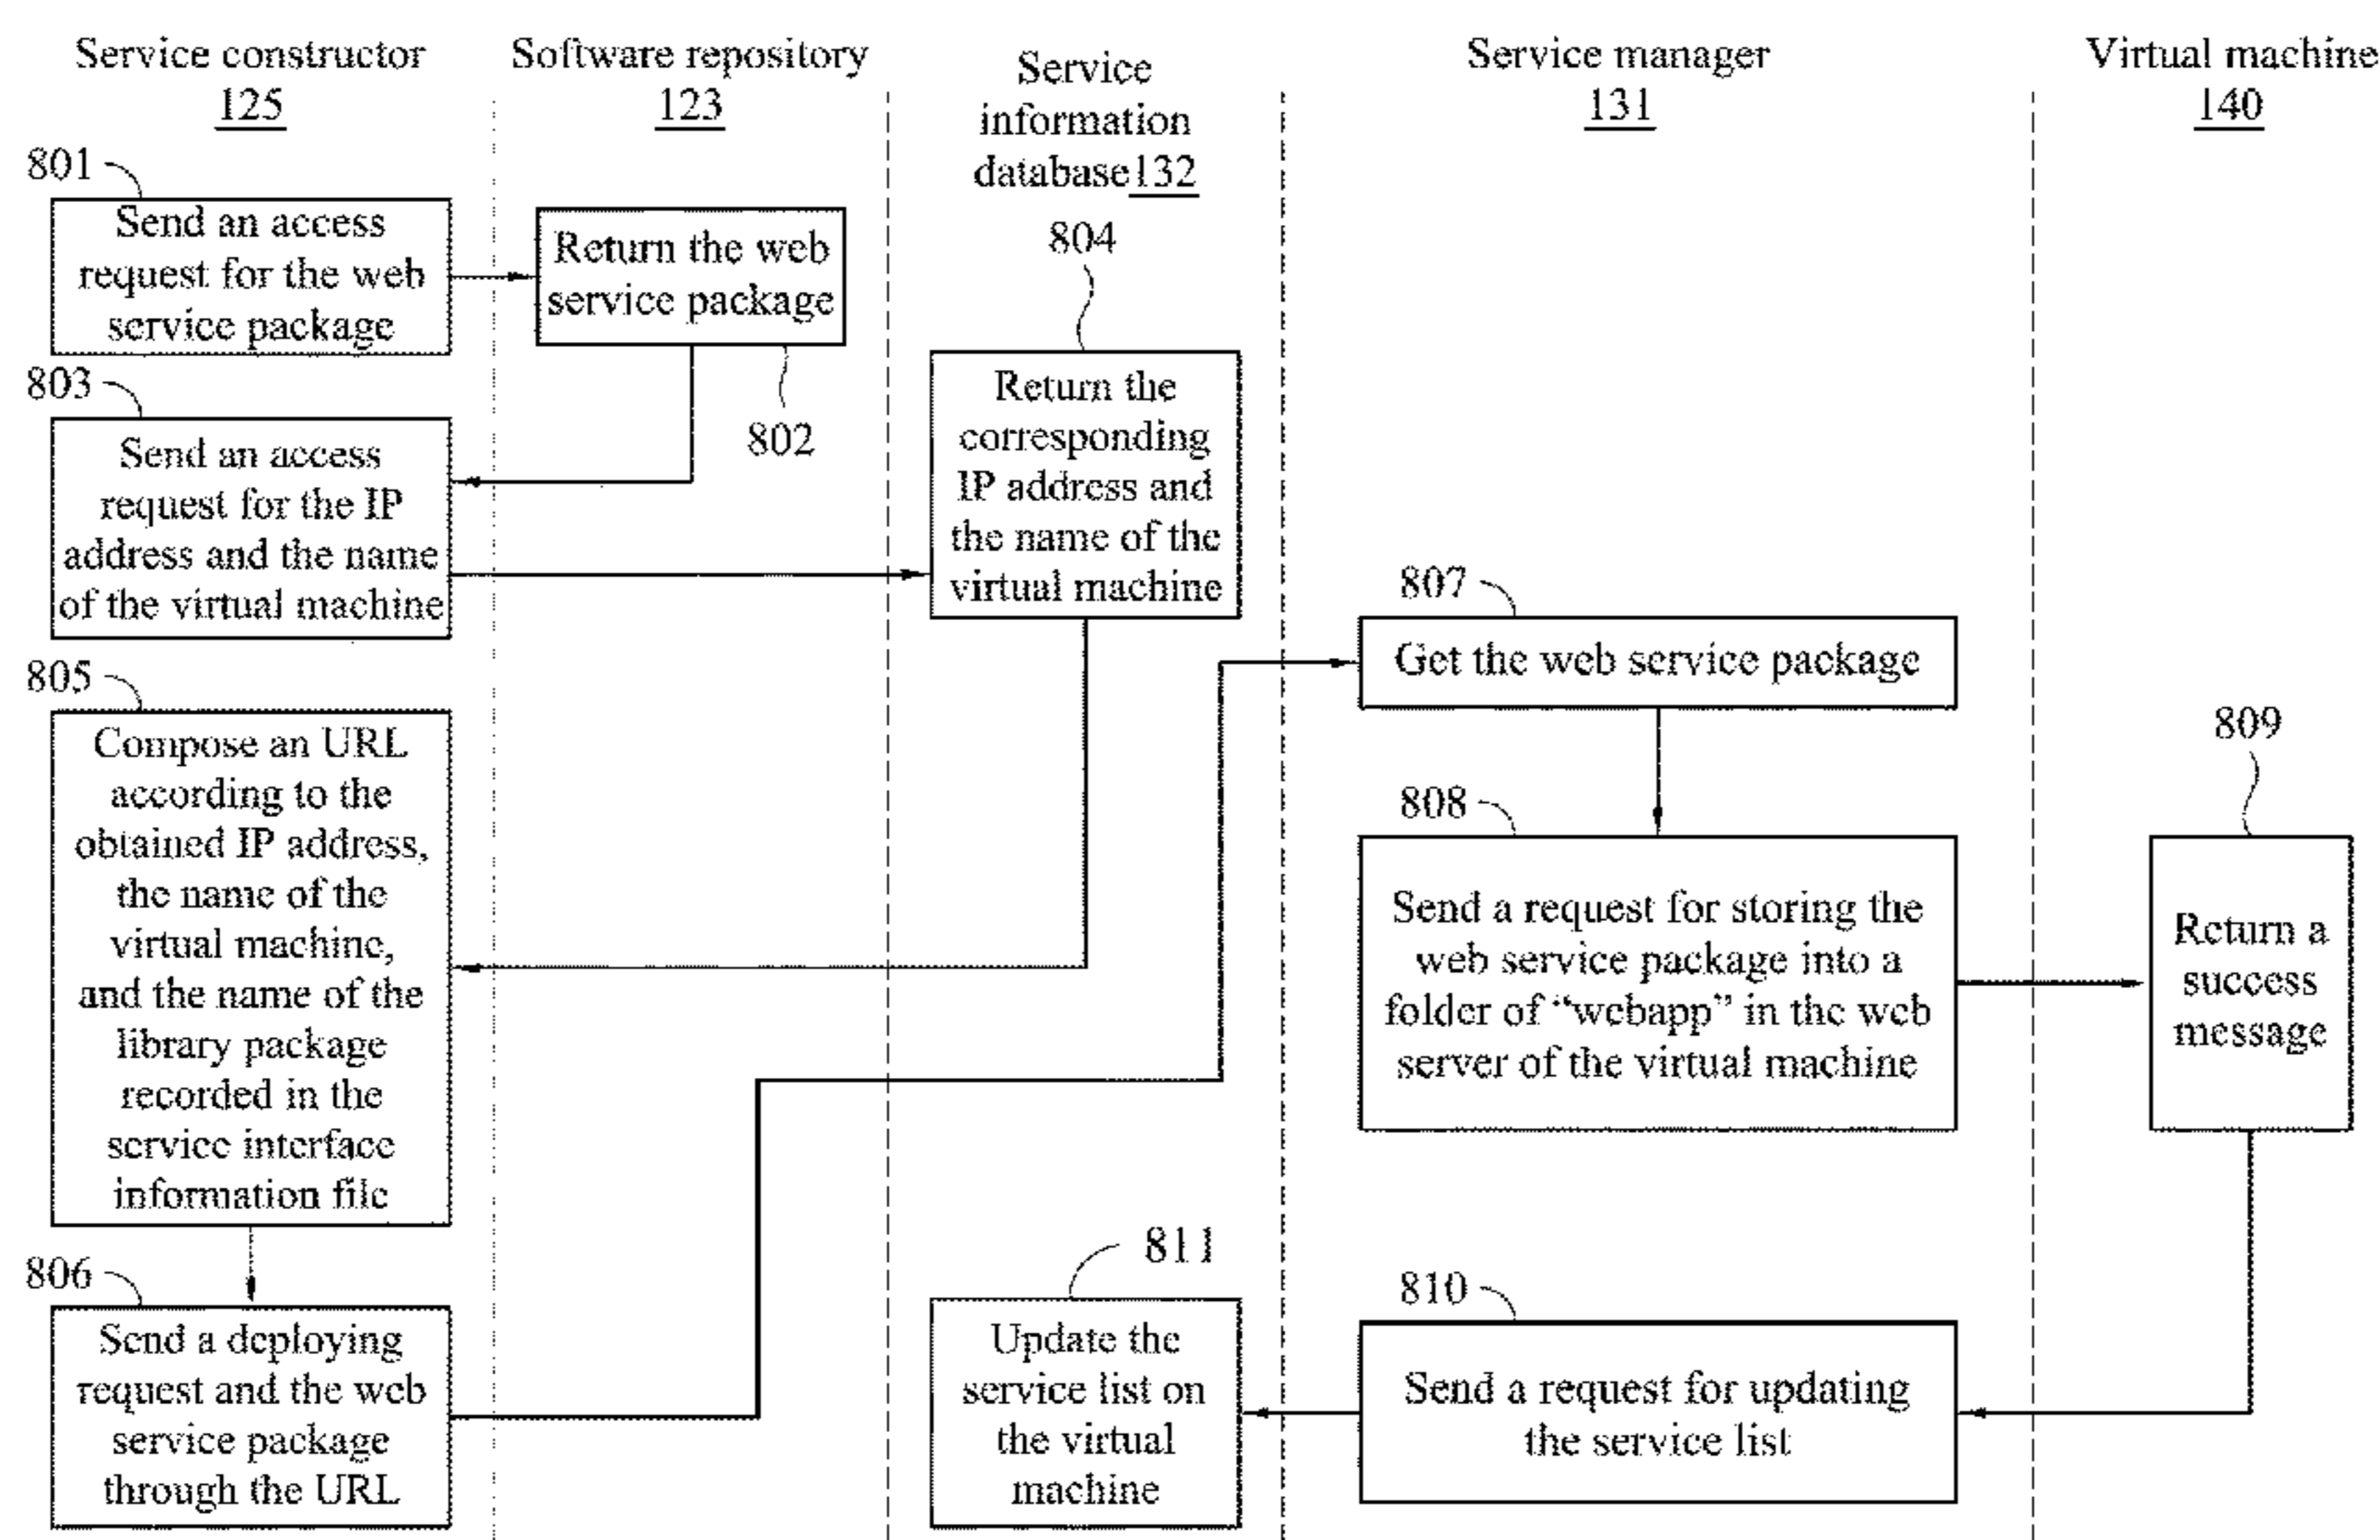 Service constructor
125
Software repository
123
Service
information
database 132
Service manager
131
Virtual machine
140
801
Send an access
request for the web
service package
Return the web
service package
802
803
Send an access
request for the IP
address and the name
of the virtual machine
804
Return the
corresponding
IP address and
the name of the
virtual machine
805
Compose an URL
according to the
obtained IP address,
the name of the
virtual machine,
and the name of the
library package
recorded in the
service interface
information file
806
Send a deploying
request and the web
service package
through the URL
807
Get the web service package
808
Send a request for storing the
web service package into a
folder of “webapp” in the web
server of the virtual machine
809
Return a
success
message
810
Send a request for updating
the service list
811
Update the
service list on
the virtual
machine